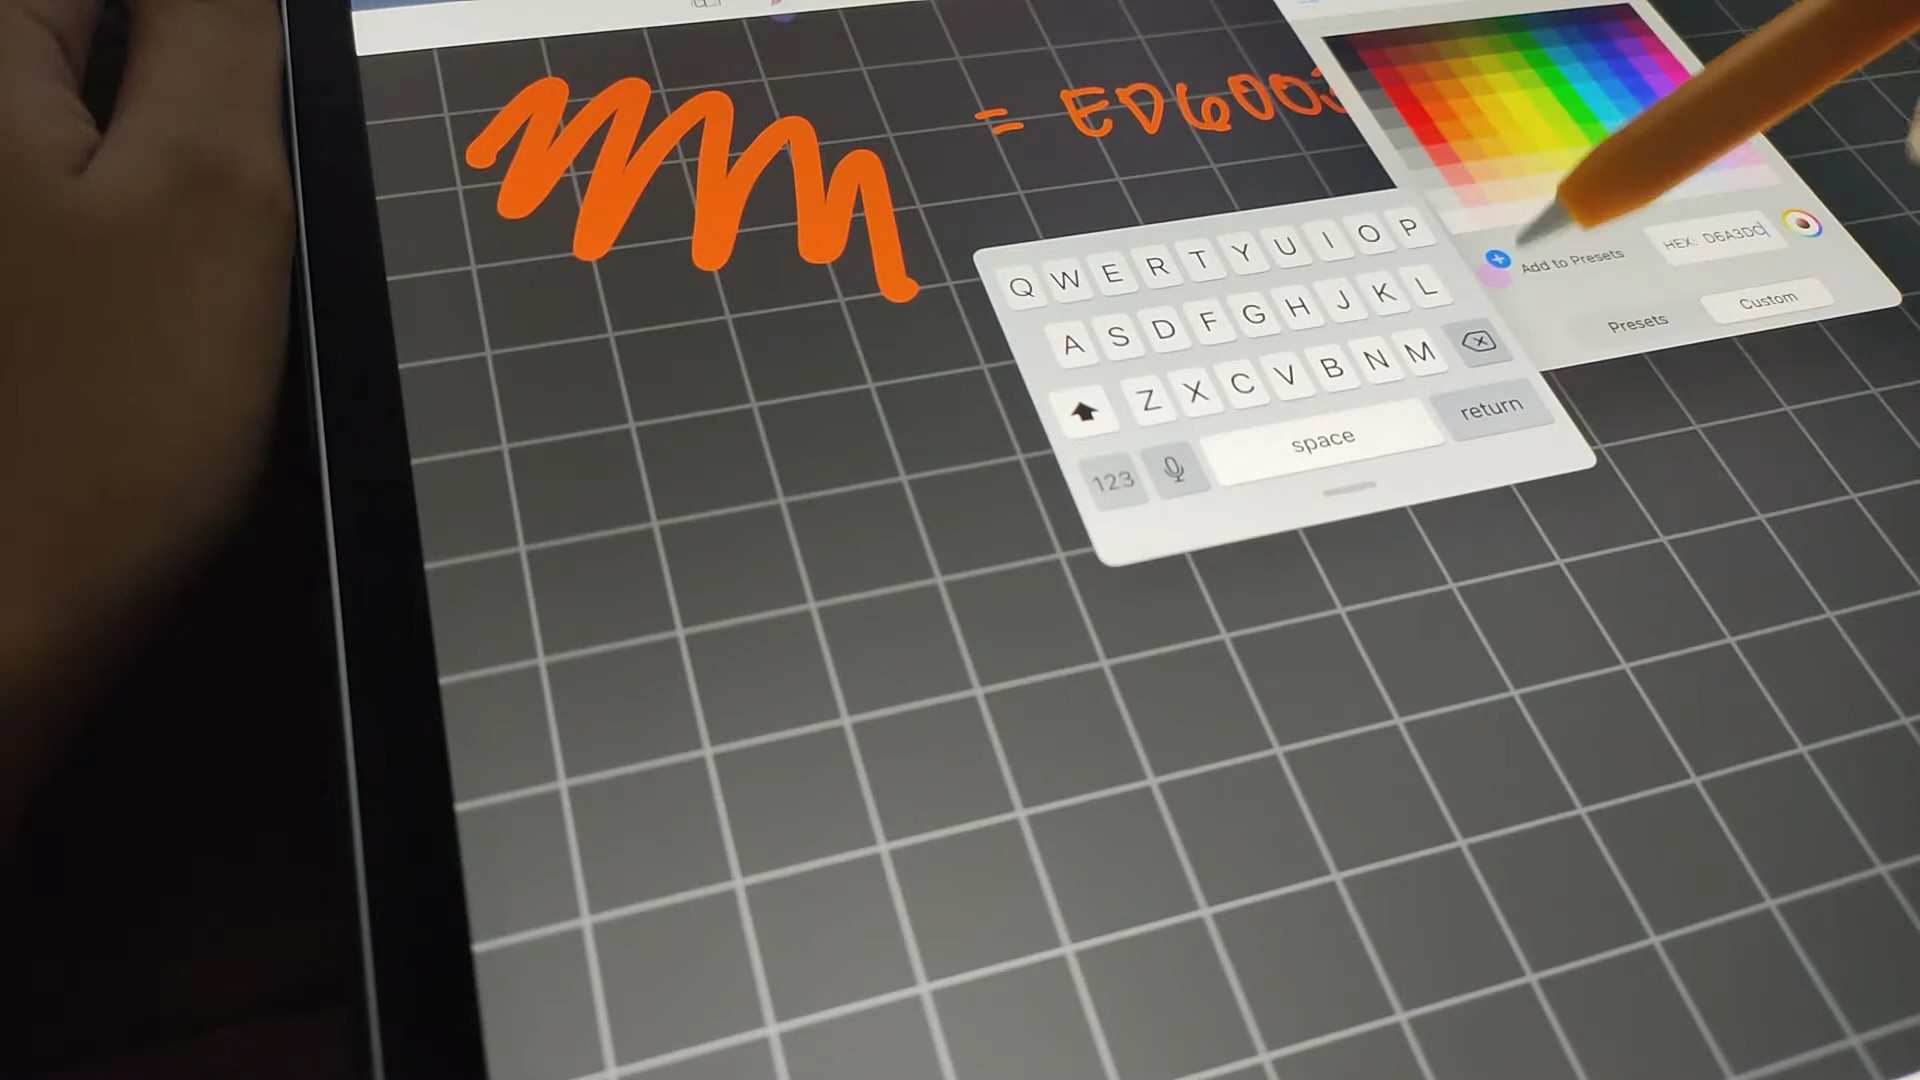 = ED600
Q W E R T Y U I O P
A S D F G H J K L
Z X C V B N M
123 space return
HEX: D6A3DC
Add to Presets
Presets Custom